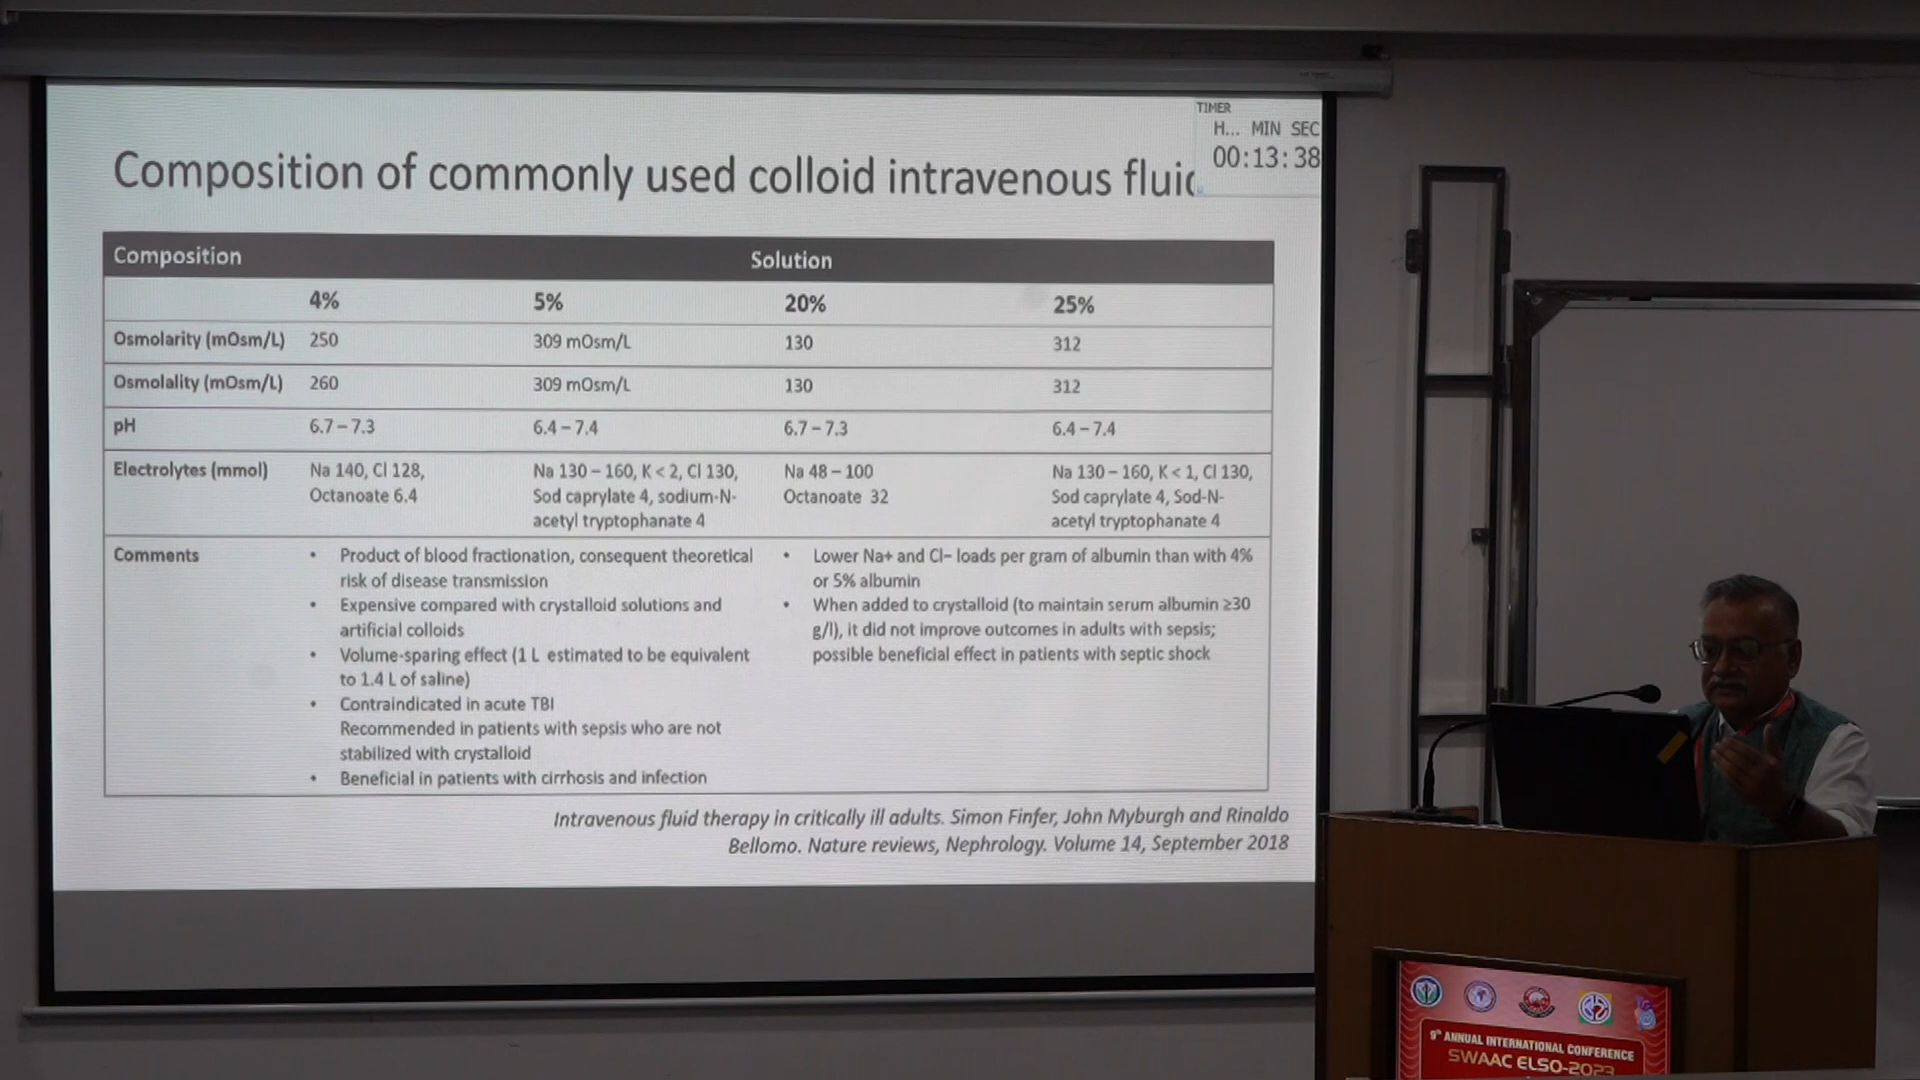 TIMER
H... MIN SEC
00:13:38
Composition of commonly used colloid intravenous fluid
Composition Solution
4% 5% 20% 25%
Osmolarity (mOsm/L) 250 309 mOsm/L 130 312
Osmolality (mOsm/L) 260 309 mOsm/L 130 312
pH 6.7 – 7.3 6.4 – 7.4 6.7 – 7.3 6.4 – 7.4
Electrolytes (mmol)
Na 140, Cl 128,
Octanoate 6.4
Na 130 – 160, K < 2, Cl 130,
Sod caprylate 4, sodium-N-
acetyl tryptophanate 4
Na 48 – 100
Octanoate 32
Na 130 – 160, K < 1, Cl 130,
Sod caprylate 4, Sod-N-
acetyl tryptophanate 4
Comments
• Product of blood fractionation, consequent theoretical
risk of disease transmission
• Expensive compared with crystalloid solutions and
artificial colloids
• Volume-sparing effect (1 L estimated to be equivalent
to 1.4 L of saline)
• Contraindicated in acute TBI
Recommended in patients with sepsis who are not
stabilized with crystalloid
• Beneficial in patients with cirrhosis and infection
• Lower Na+ and Cl– loads per gram of albumin than with 4%
or 5% albumin
• When added to crystalloid (to maintain serum albumin ≥30
g/l), it did not improve outcomes in adults with sepsis;
possible beneficial effect in patients with septic shock
Intravenous fluid therapy in critically ill adults. Simon Finfer, John Myburgh and Rinaldo
Bellomo. Nature reviews, Nephrology. Volume 14, September 2018
9th ANNUAL INTERNATIONAL CONFERENCE
SWAAC ELSO-2023